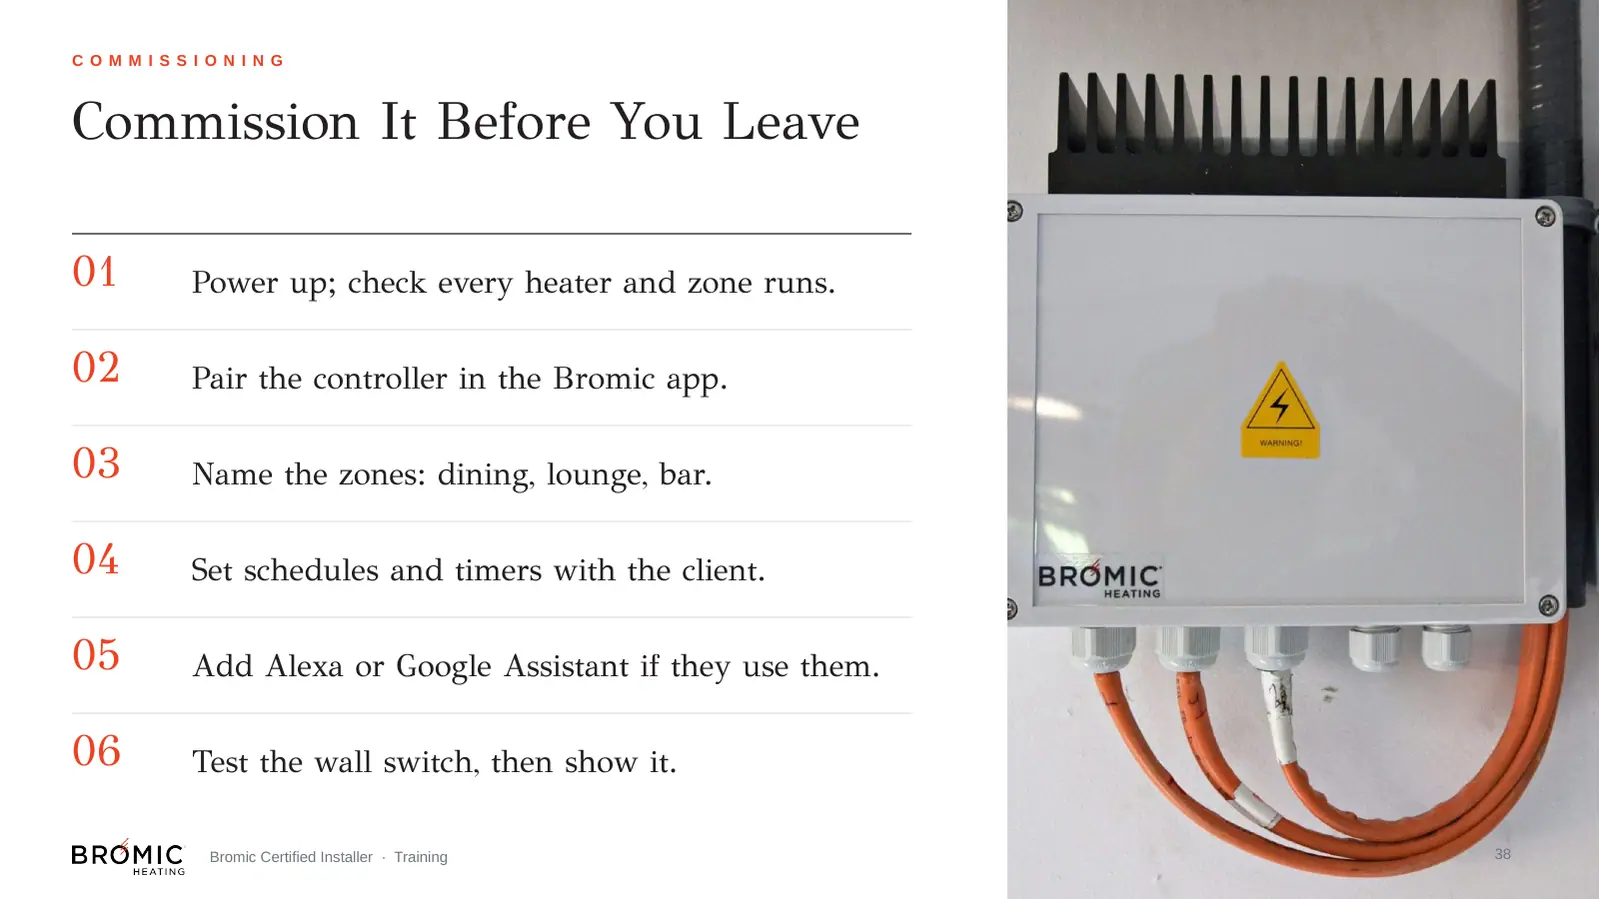 COMMISSIONING
Commission It Before You Leave
01 Power up; check every heater and zone runs.
02 Pair the controller in the Bromic app.
03 Name the zones: dining, lounge, bar.
04 Set schedules and timers with the client.
05 Add Alexa or Google Assistant if they use them.
06 Test the wall switch, then show it.
BROMIC
HEATING
Bromic Certified Installer · Training
WARNING!
BROMIC
HEATING
38